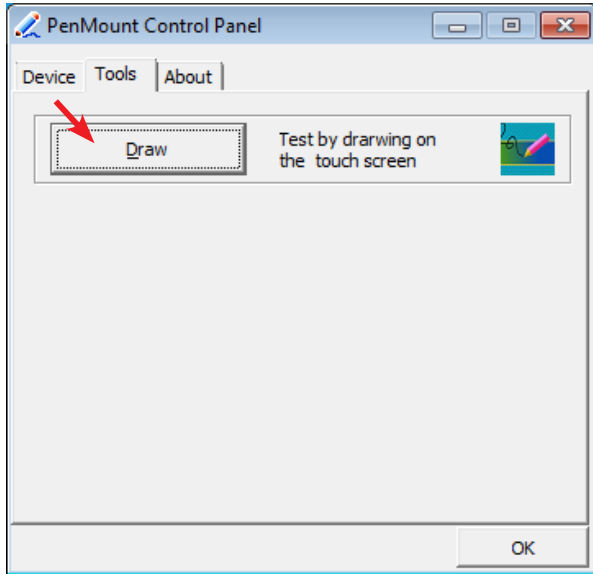 PenMount Control Panel
Device Tools About
Draw
Test by drarwing on
the touch screen
OK